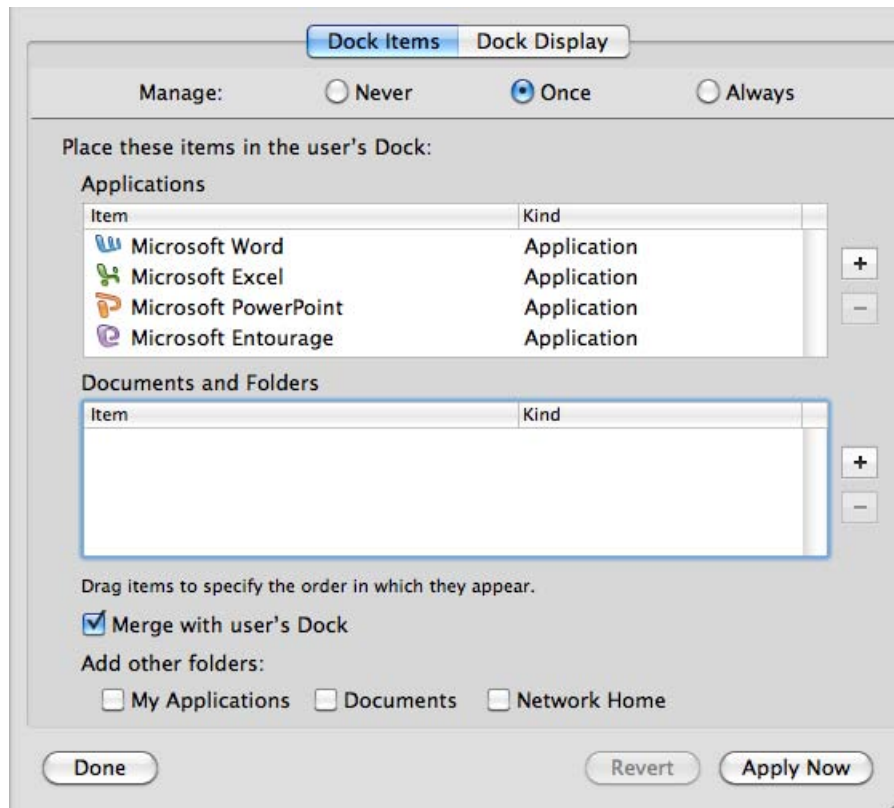 Dock Items Dock Display
Manage: Never Once Always
Place these items in the user's Dock:
Applications
Item Kind
Microsoft Word Application
Microsoft Excel Application
Microsoft PowerPoint Application
Microsoft Entourage Application
+
−
Documents and Folders
Item Kind
+
−
Drag items to specify the order in which they appear.
Merge with user's Dock
Add other folders:
My Applications Documents Network Home
Done Revert Apply Now